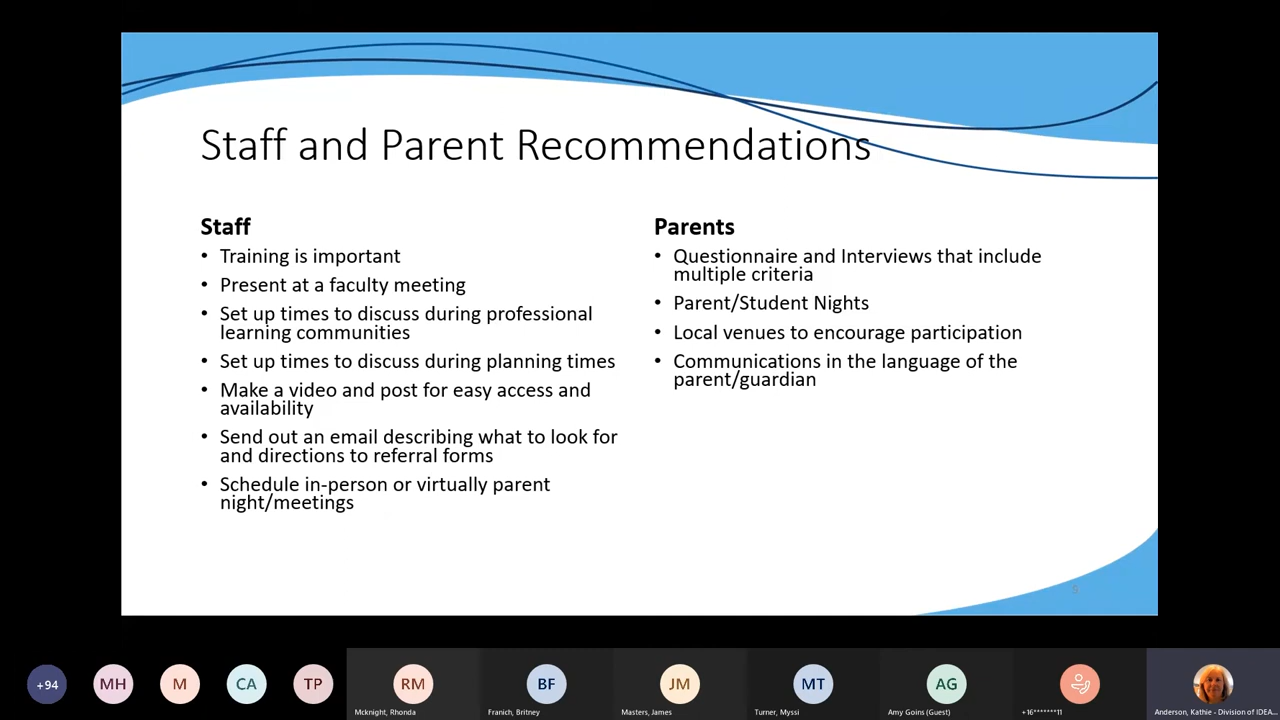 Staff and Parent Recommendations
Staff
• Training is important
• Present at a faculty meeting
• Set up times to discuss during professional
learning communities
• Set up times to discuss during planning times
• Make a video and post for easy access and
availability
• Send out an email describing what to look for
and directions to referral forms
• Schedule in-person or virtually parent
night/meetings
Parents
• Questionnaire and Interviews that include
multiple criteria
• Parent/Student Nights
• Local venues to encourage participation
• Communications in the language of the
parent/guardian
5
+94
MH
M
CA
TP
RM
Mcknight, Rhonda
BF
Franich, Britney
JM
Masters, James
MT
Turner, Myssi
AG
Amy Goins (Guest)
+16*******11
Anderson, Kathie - Division of IDEA...